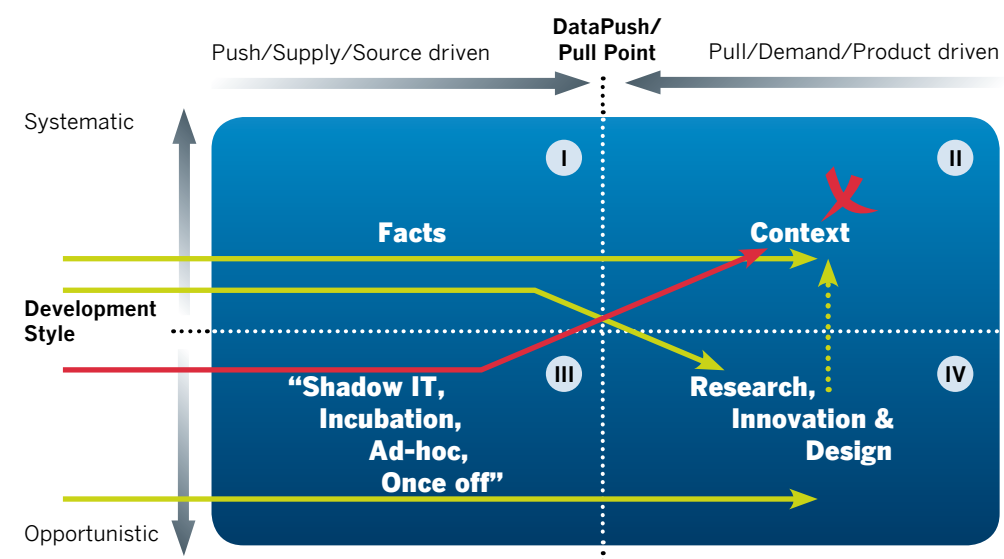 DataPush/
Pull Point
Push/Supply/Source driven
Pull/Demand/Product driven
Systematic
I
II
Facts
Context
Development
Style
III
IV
“Shadow IT,
Incubation,
Ad-hoc,
Once off”
Research,
Innovation &
Design
Opportunistic